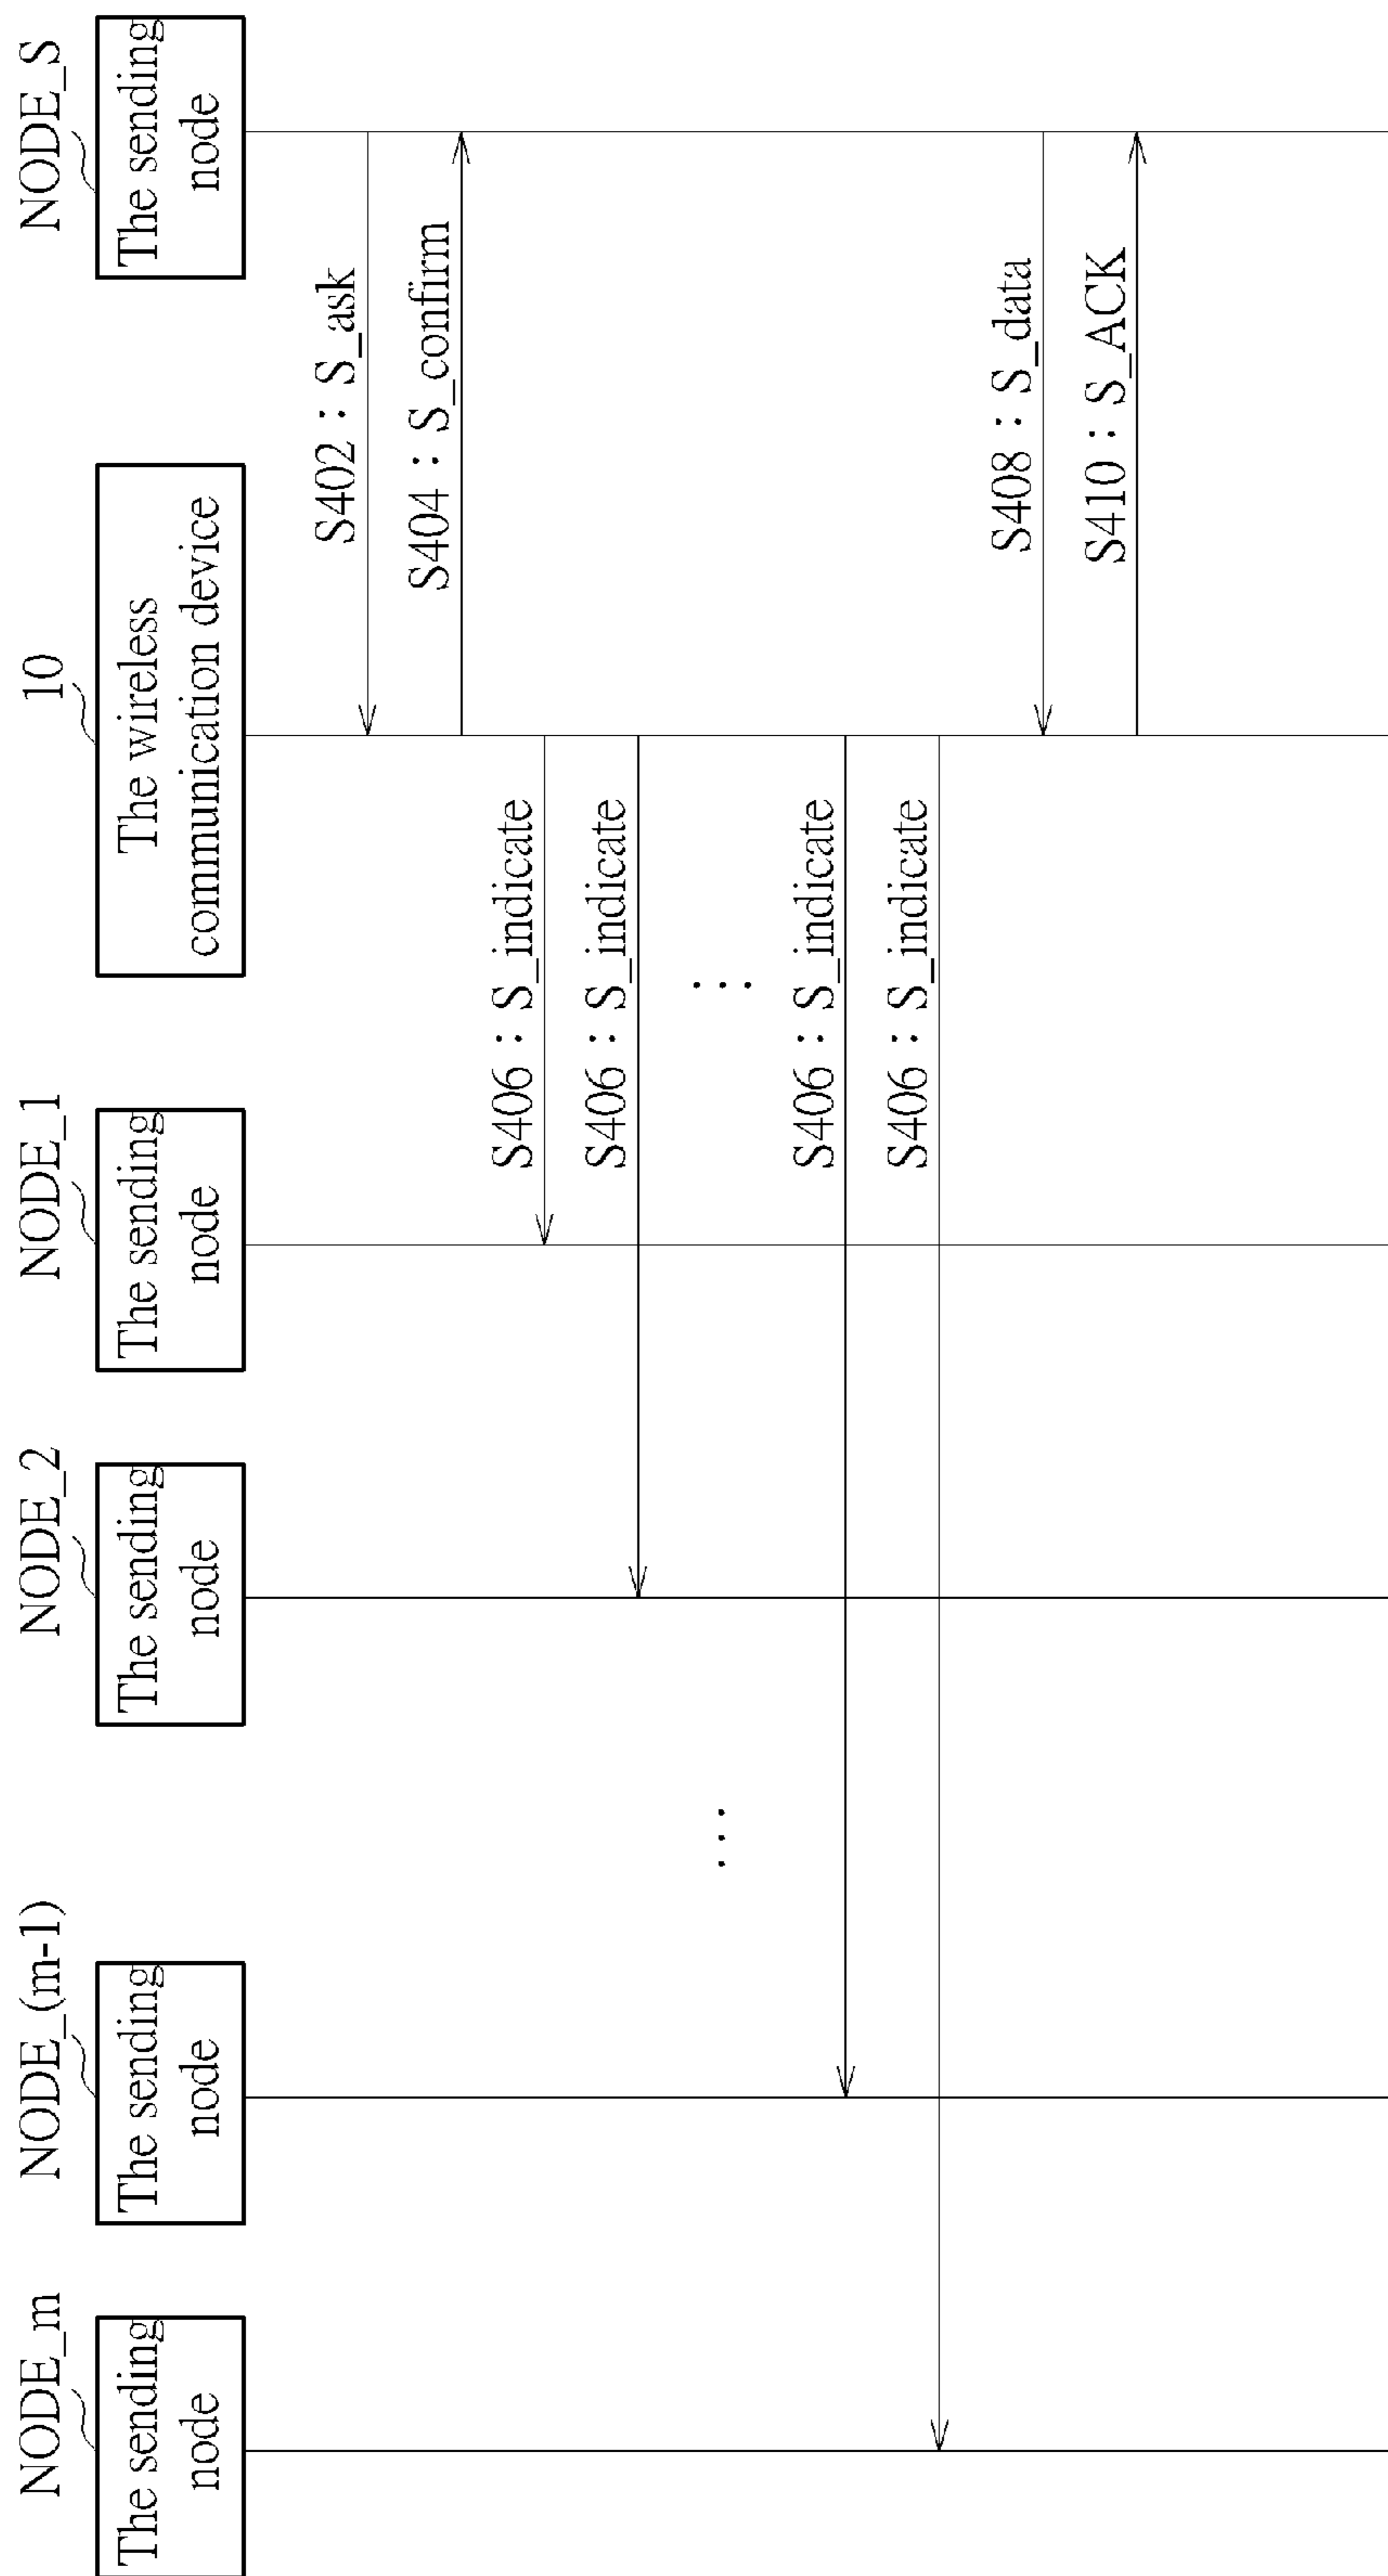 NODE_m
NODE_(m-1)
NODE_2
NODE_1
10
NODE_S
The sending
node
The sending
node
The sending
node
The sending
node
The wireless
communication device
The sending
node
S402 : S_ask
S404 : S_confirm
S406 : S_indicate
S406 : S_indicate
...
...
S406 : S_indicate
S406 : S_indicate
S408 : S_data
S410 : S_ACK